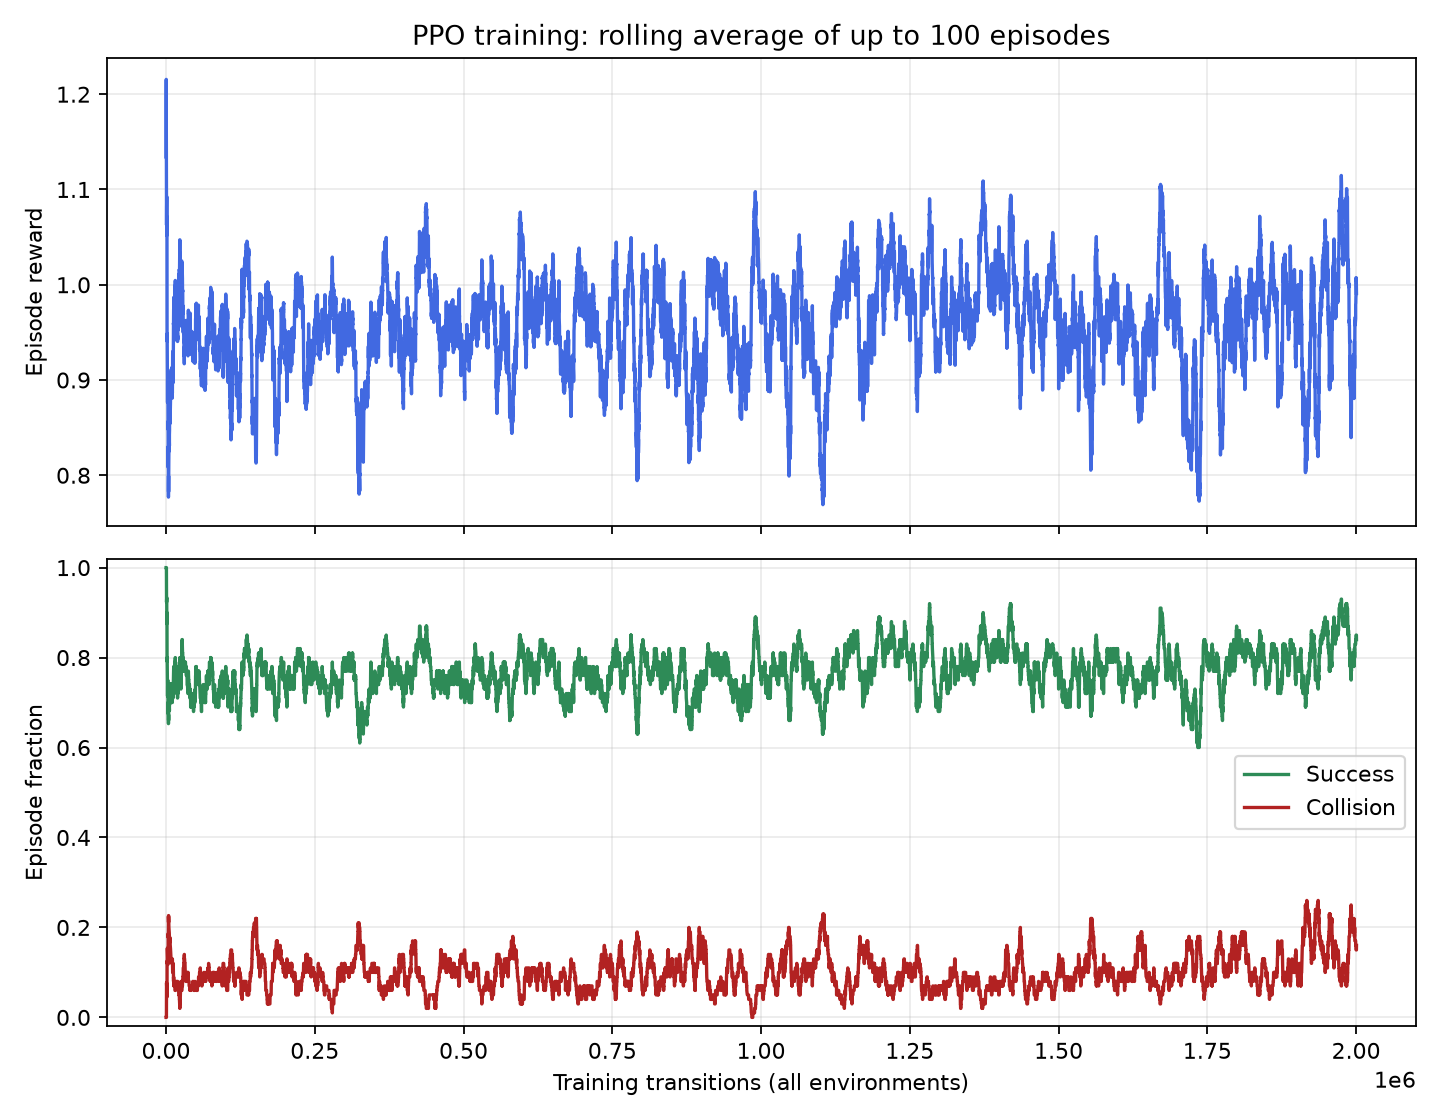 PPO training: rolling average of up to 100 episodes
1.2
1.1
1.0
0.9
0.8
Episode reward
1.0
0.8
0.6
0.4
0.2
0.0
Episode fraction
Success
Collision
0.00 0.25 0.50 0.75 1.00 1.25 1.50 1.75 2.00
1e6
Training transitions (all environments)